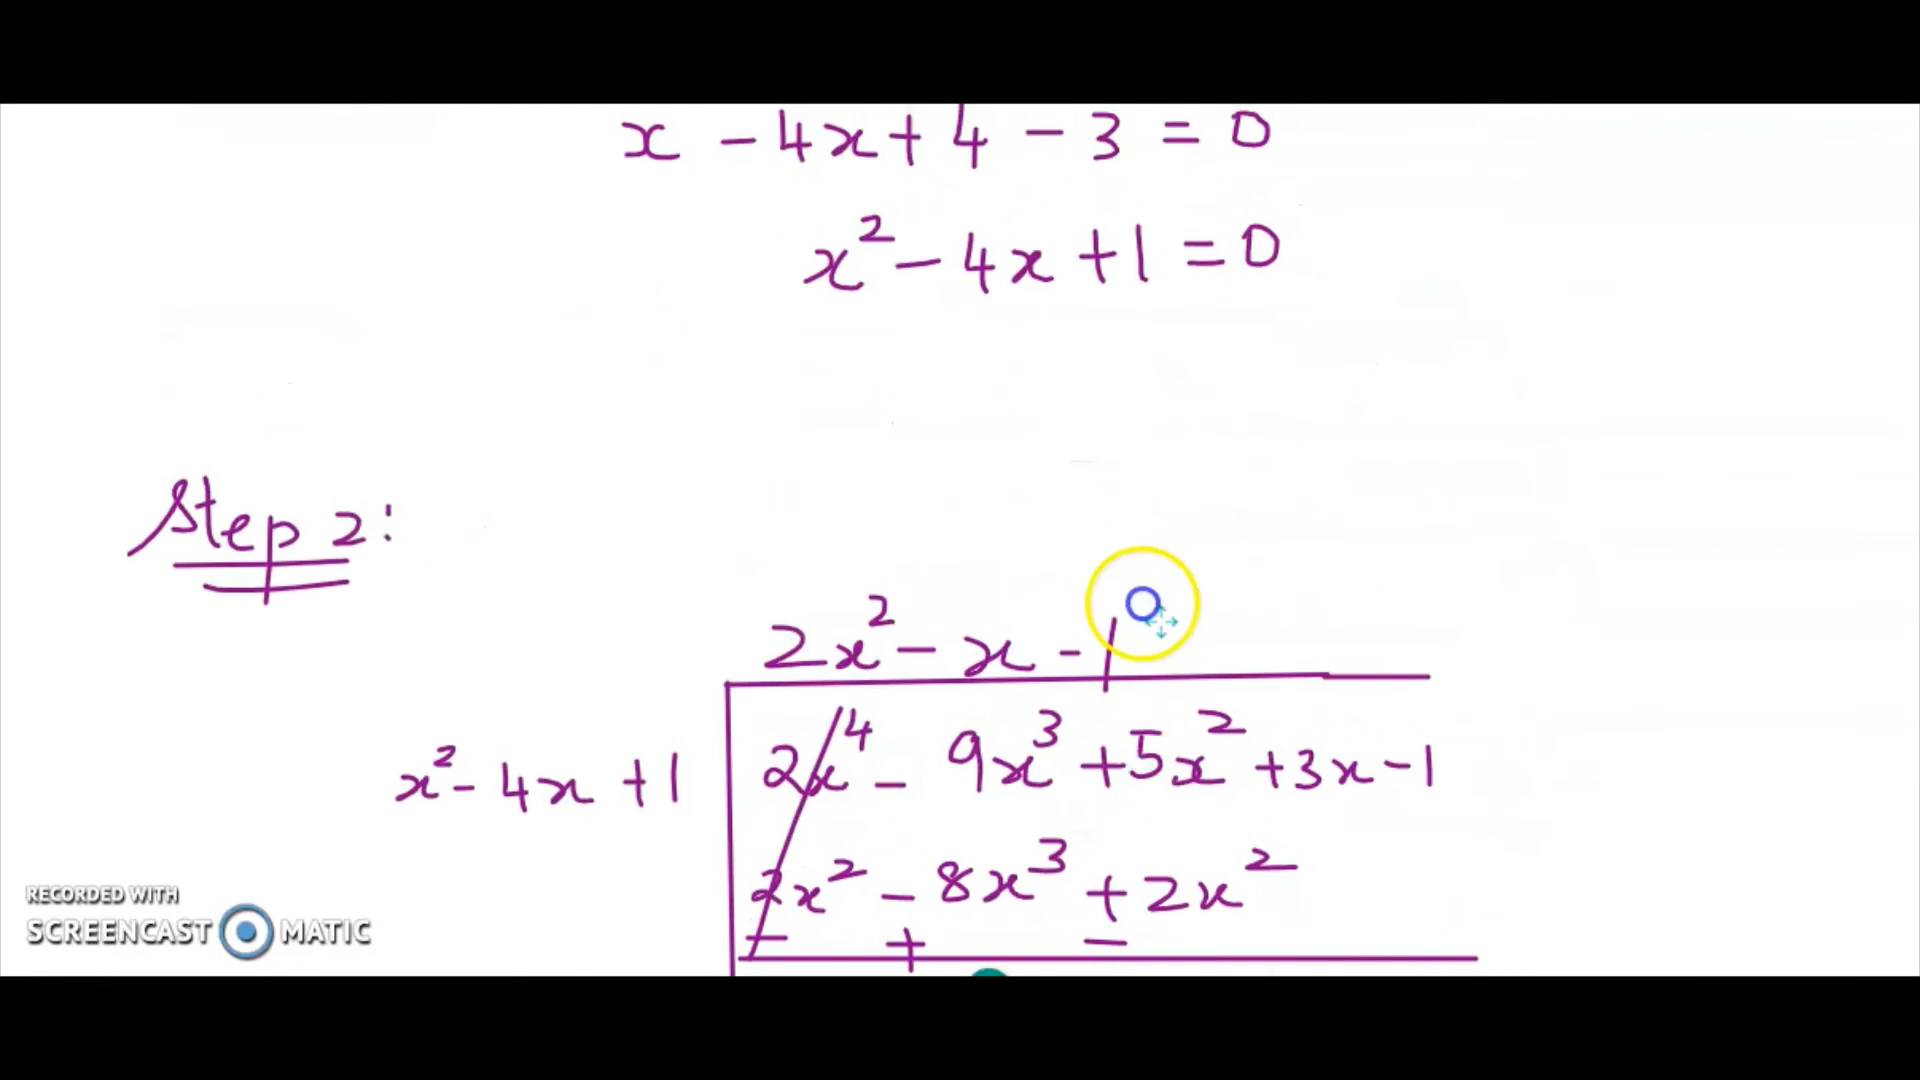 x - 4x + 4 - 3 = 0
x² - 4x + 1 = 0
Step 2:
2x² - x - 1
x² - 4x + 1
2x⁴ - 9x³ + 5x² + 3x - 1
2x² - 8x³ + 2x²
- + -
RECORDED WITH
SCREENCAST MATIC